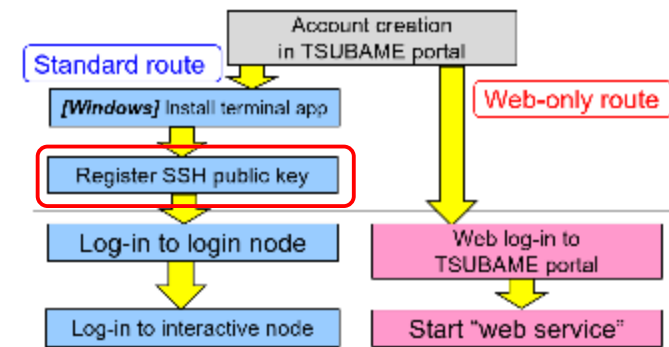 Account creation
in TSUBAME portal
Standard route
Web-only route
[Windows] Install terminal app
Register SSH public key
Log-in to login node
Web log-in to
TSUBAME portal
Log-in to interactive node
Start "web service"